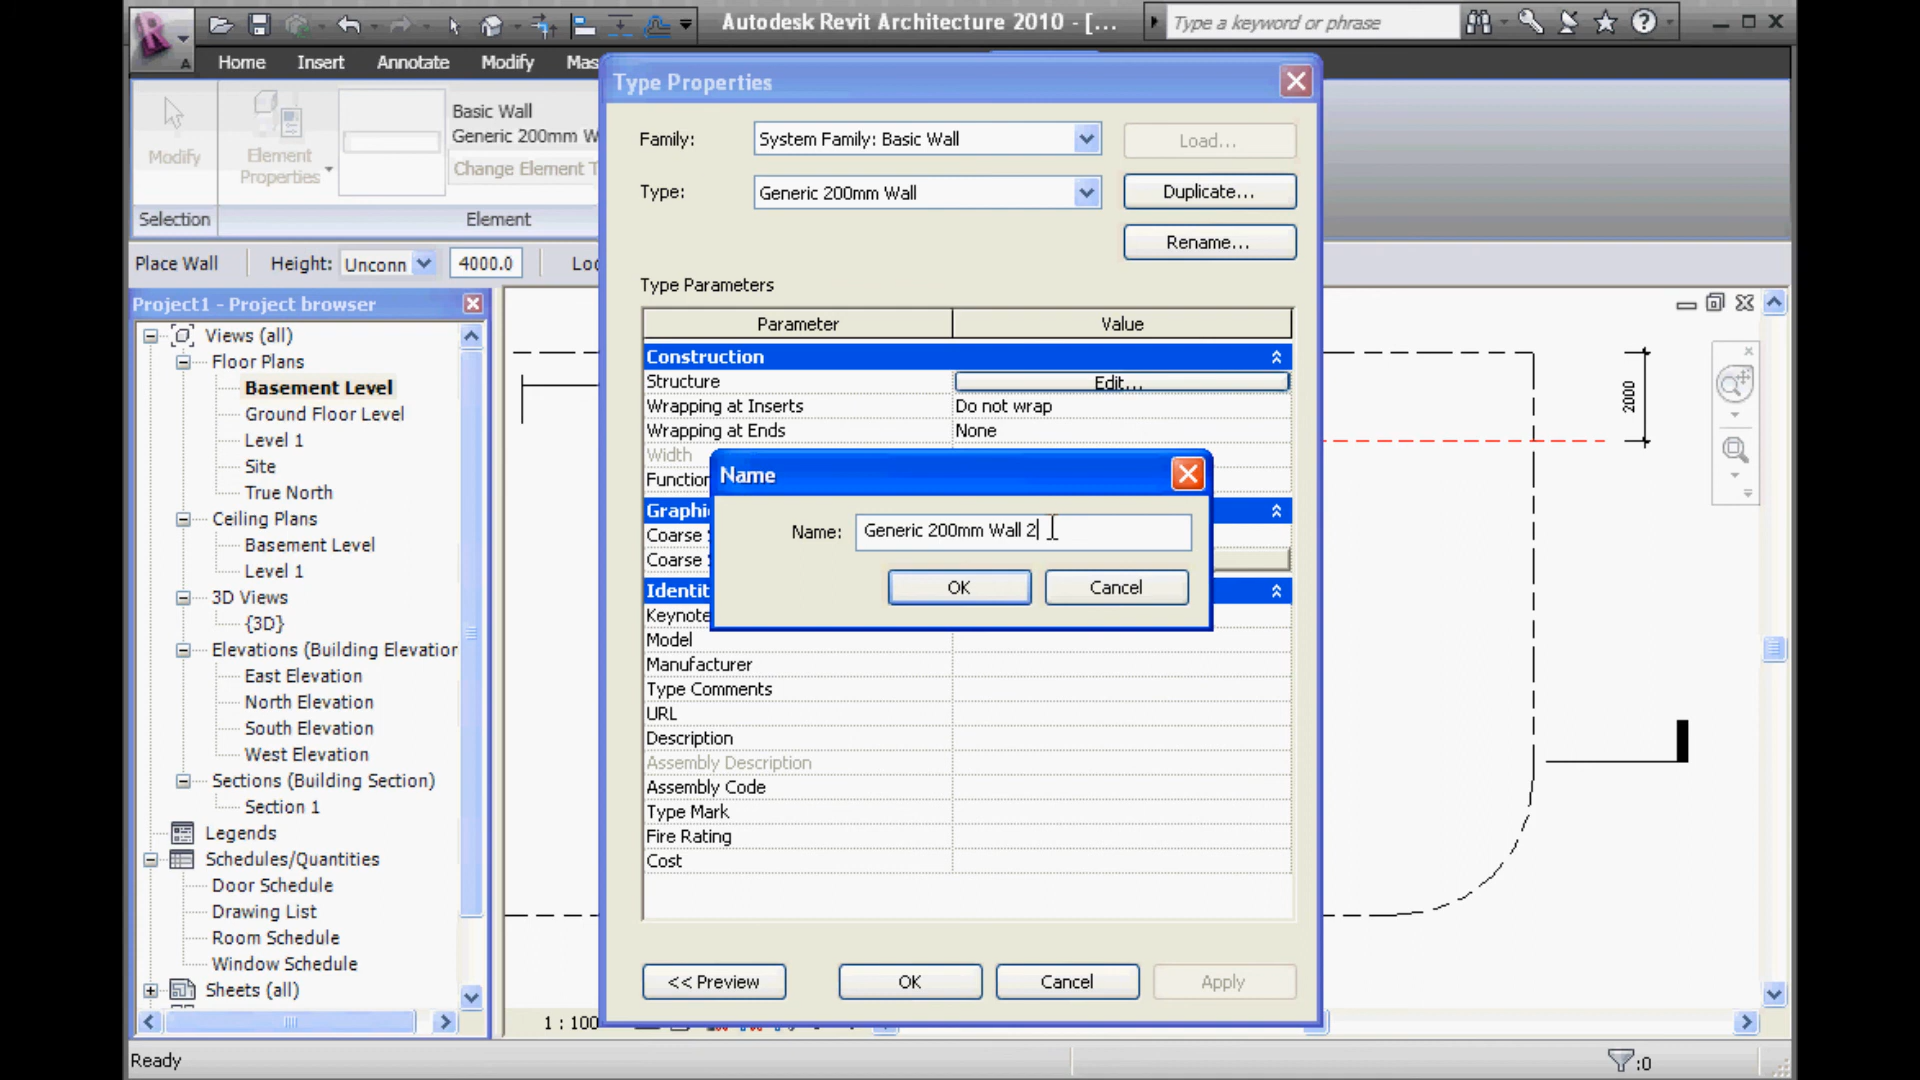 Autodesk Revit Architecture 2010 - [...
Type a keyword or phrase
Home
Insert
Annotate
Modify
Mas
Modify
Element
Properties
Basic Wall
Generic 200mm W
Change Element T
Selection
Element
Place Wall
Height:
Unconn
4000.0
Loc
Project1 - Project browser
Views (all)
Floor Plans
Basement Level
Ground Floor Level
Level 1
Site
True North
Ceiling Plans
Basement Level
Level 1
3D Views
{3D}
Elevations (Building Elevation
East Elevation
North Elevation
South Elevation
West Elevation
Sections (Building Section)
Section 1
Legends
Schedules/Quantities
Door Schedule
Drawing List
Room Schedule
Window Schedule
Sheets (all)
Type Properties
Family:
System Family: Basic Wall
Load...
Type:
Generic 200mm Wall
Duplicate...
Rename...
Type Parameters
Parameter
Value
Construction
Structure
Edit...
Wrapping at Inserts
Do not wrap
Wrapping at Ends
None
Width
Function
Graphi
Coarse
Coarse
Identit
Keynote
Model
Manufacturer
Type Comments
URL
Description
Assembly Description
Assembly Code
Type Mark
Fire Rating
Cost
Name
Name:
Generic 200mm Wall 2
OK
Cancel
<< Preview
OK
Cancel
Apply
2000
1 : 100
Ready
:0